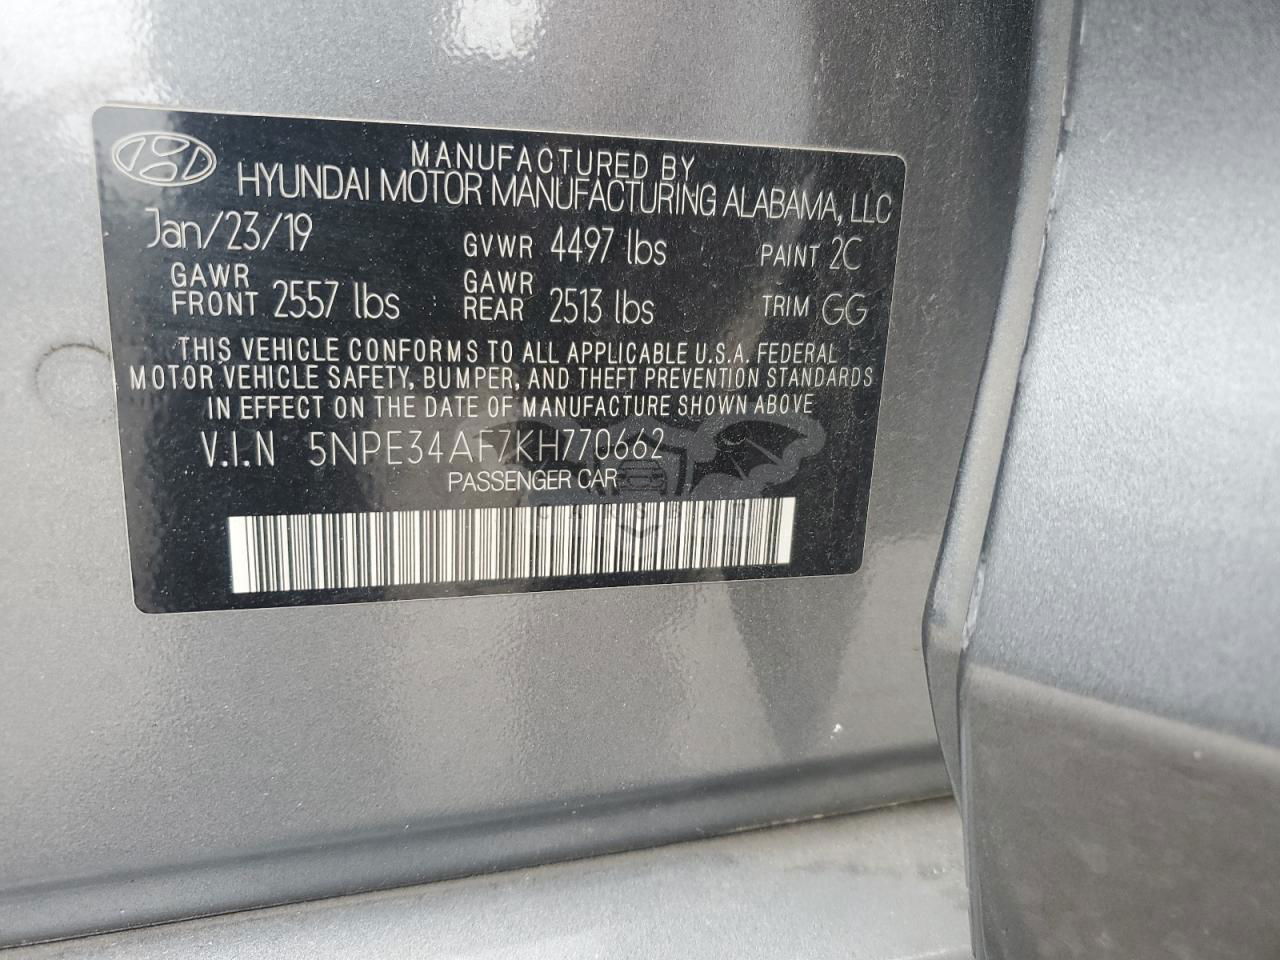 MANUFACTURED BY
HYUNDAI MOTOR MANUFACTURING ALABAMA, LLC
Jan/23/19 GVWR 4497 lbs PAINT 2C
GAWR FRONT 2557 lbs GAWR REAR 2513 lbs TRIM GG
THIS VEHICLE CONFORMS TO ALL APPLICABLE U.S.A. FEDERAL
MOTOR VEHICLE SAFETY, BUMPER, AND THEFT PREVENTION STANDARDS
IN EFFECT ON THE DATE OF MANUFACTURE SHOWN ABOVE
V.I.N 5NPE34AF7KH770662
PASSENGER CAR